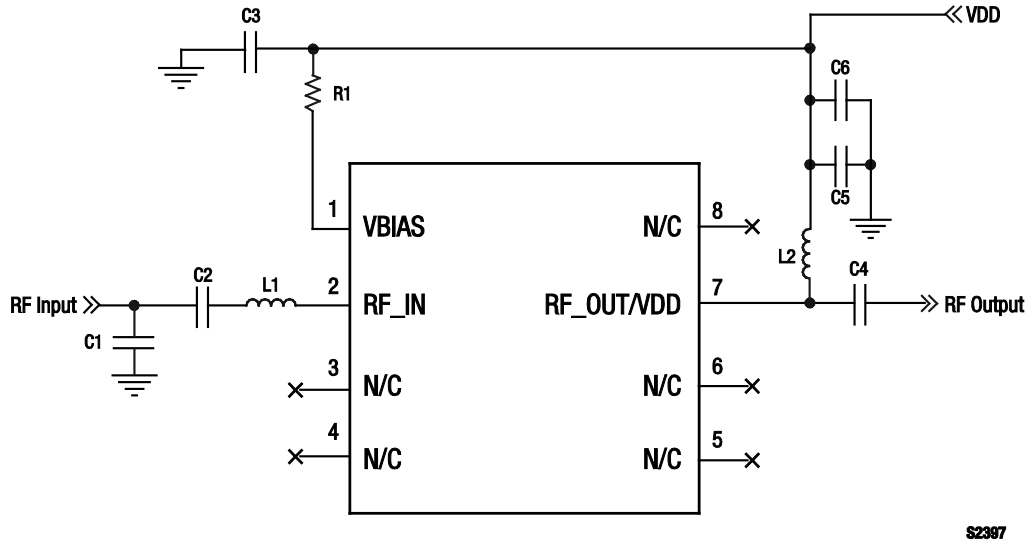 C3
VDD
R1
C6
C5
1
VBIAS
N/C
8
L2
C4
RF Input
C2
L1
2
RF_IN
RF_OUT/VDD
7
RF Output
C1
3
N/C
N/C
6
4
N/C
N/C
5
S2397